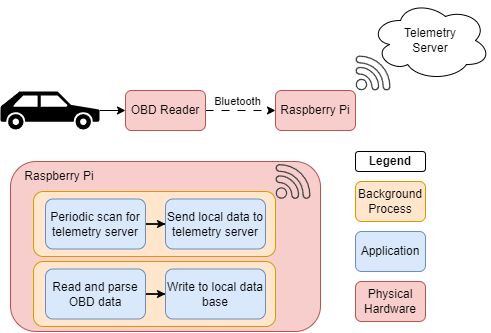 Telemetry
Server
OBD Reader
Bluetooth
Raspberry Pi
Raspberry Pi
Periodic scan for
telemetry server
Send local data to
telemetry server
Read and parse
OBD data
Write to local data
base
Legend
Background
Process
Application
Physical
Hardware